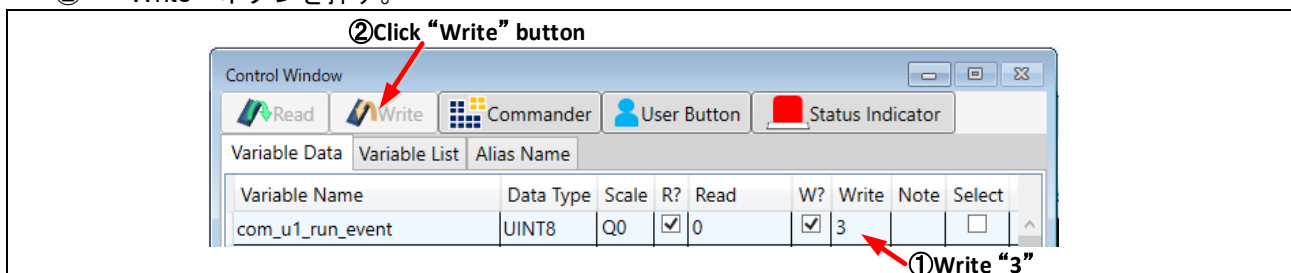 ②Click “Write” button
Control Window
Read Write Commander User Button Status Indicator
Variable Data Variable List Alias Name
Variable Name Data Type Scale R? Read W? Write Note Select
com_u1_run_event UINT8 Q0 0 3
①Write “3”